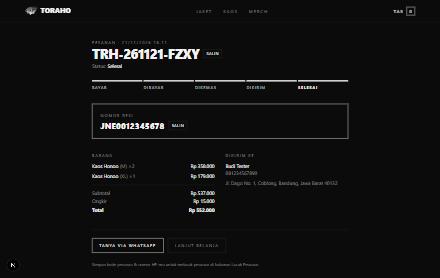 TORAHO
JAKET KAOS MERCH
TAS 0
TRH-261121-FZXY SALIN
Status: Selesai
BAYAR DIBAYAR DIKEMAS DIKIRIM SELESAI
NOMOR RESI
JNE0012345678 SALIN
BARANG
Kaos Honoo (M) ×2 Rp 358.000
Kaos Honoo (XL) ×1 Rp 179.000
Subtotal Rp 537.000
Ongkir Rp 15.000
Total Rp 552.000
DIKIRIM KE
Budi Tester
081234567890
Jl. Dago No. 1, Coblong, Bandung, Jawa Barat 40132
TANYA VIA WHATSAPP LANJUT BELANJA
N